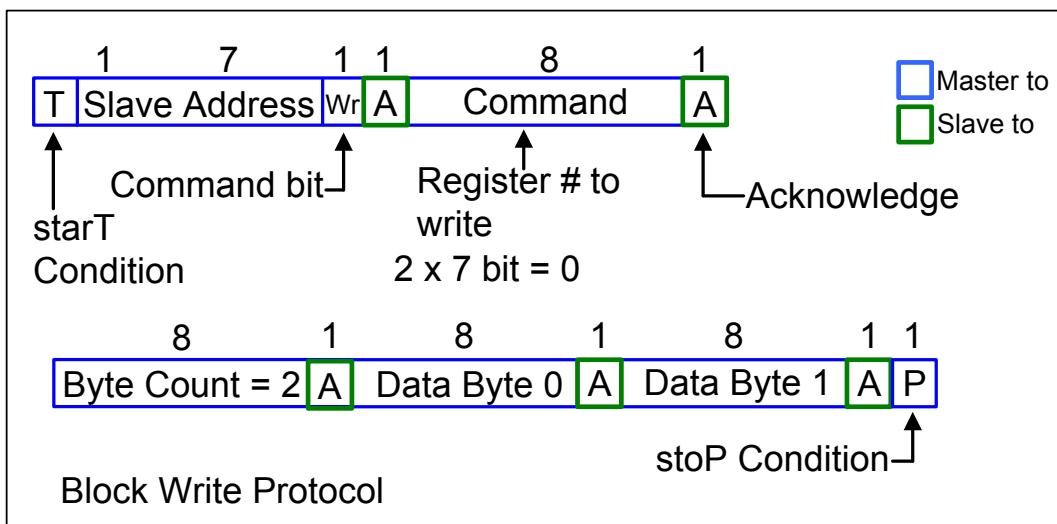 1 7 1 1 8 1
T Slave Address Wr A Command A
Master to
Slave to
Command bit
Register # to
write
2 x 7 bit = 0
Acknowledge
starT
Condition
8 1 8 1 8 1 1
Byte Count = 2 A Data Byte 0 A Data Byte 1 A P
stoP Condition
Block Write Protocol